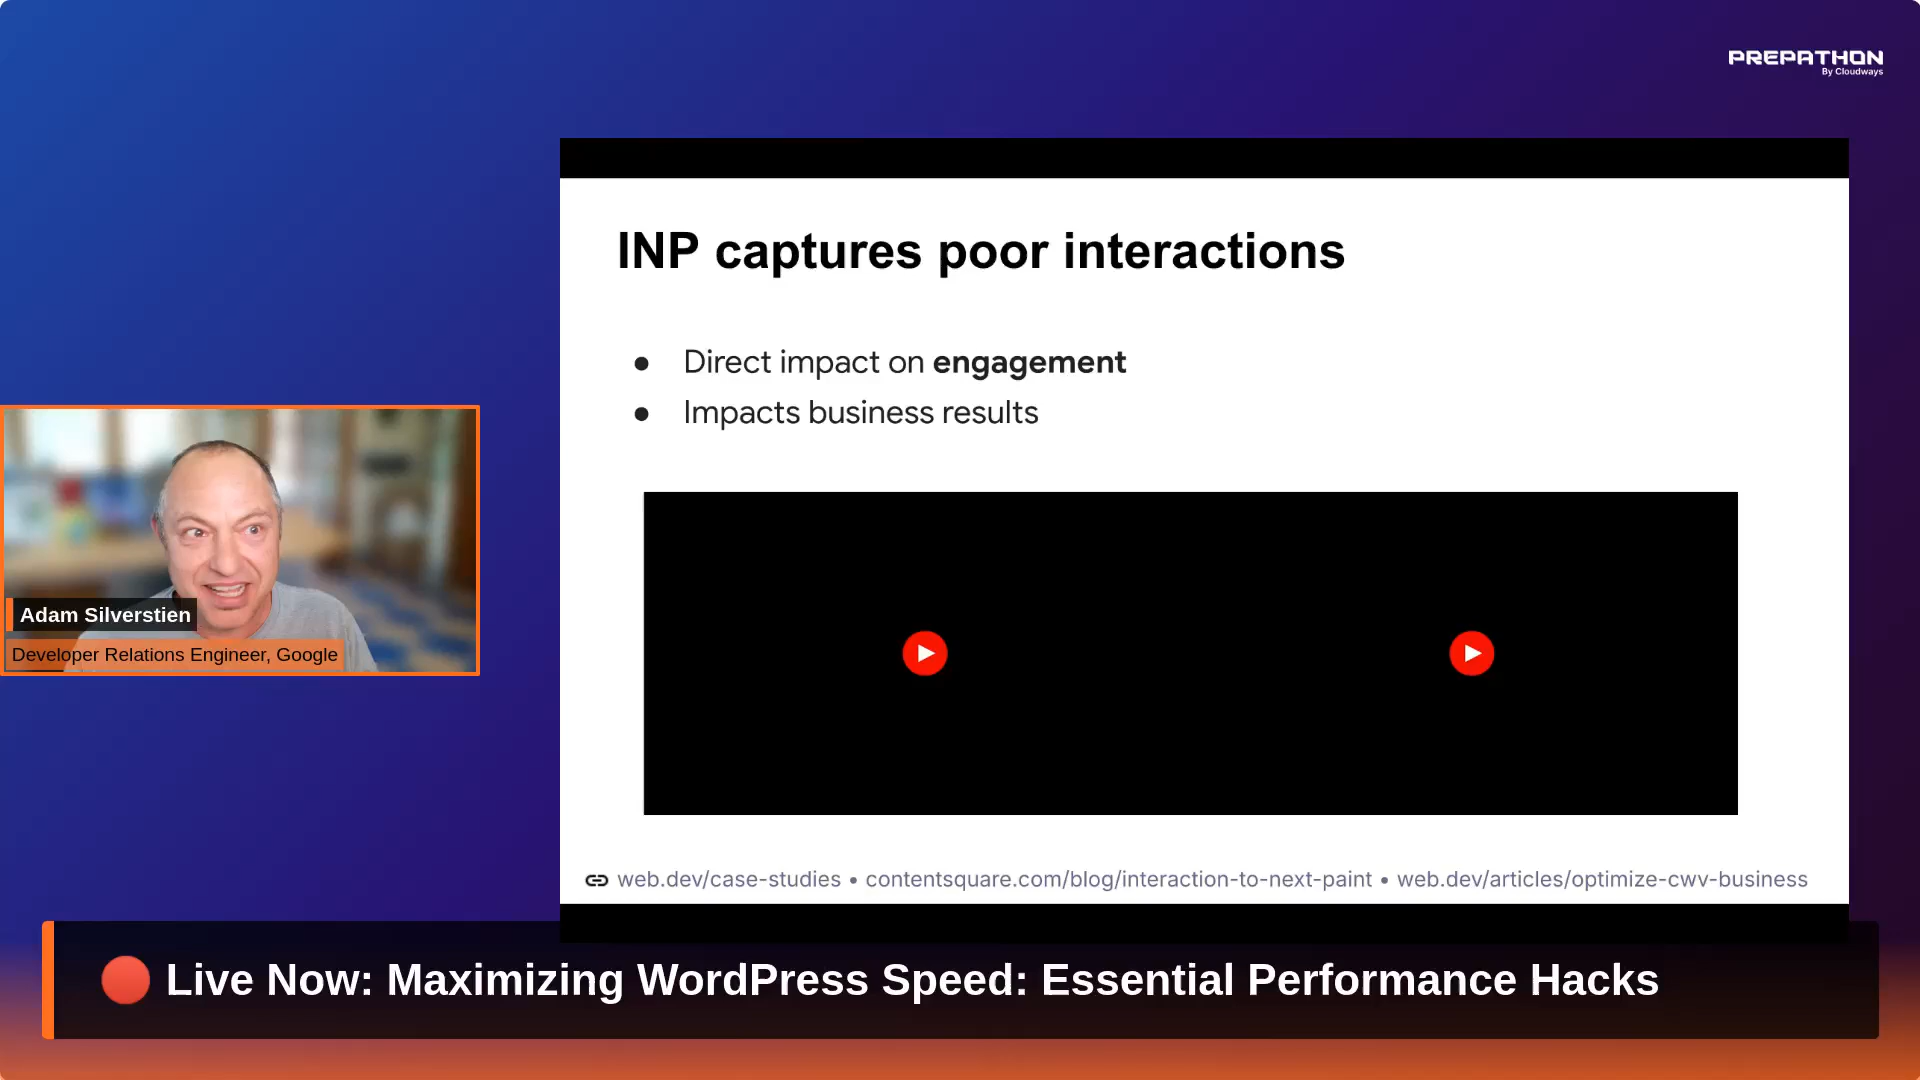 PREPATHON
By Cloudways
INP captures poor interactions
● Direct impact on engagement
● Impacts business results
Adam Silverstien
Developer Relations Engineer, Google
web.dev/case-studies • contentsquare.com/blog/interaction-to-next-paint • web.dev/articles/optimize-cwv-business
Live Now: Maximizing WordPress Speed: Essential Performance Hacks